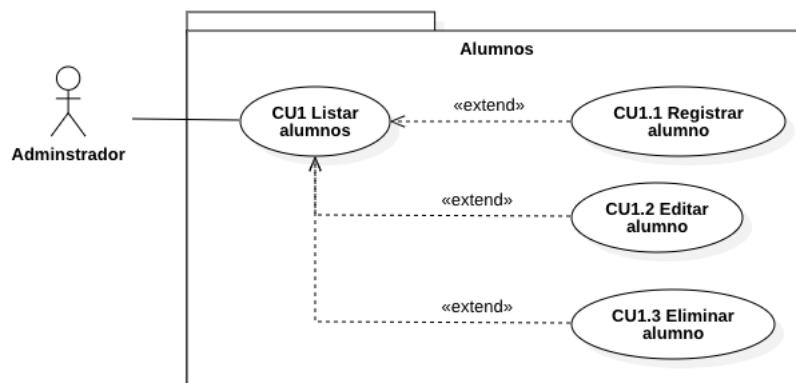 Alumnos
Adminstrador
CU1 Listar
alumnos
«extend»
CU1.1 Registrar
alumno
«extend»
CU1.2 Editar
alumno
«extend»
CU1.3 Eliminar
alumno